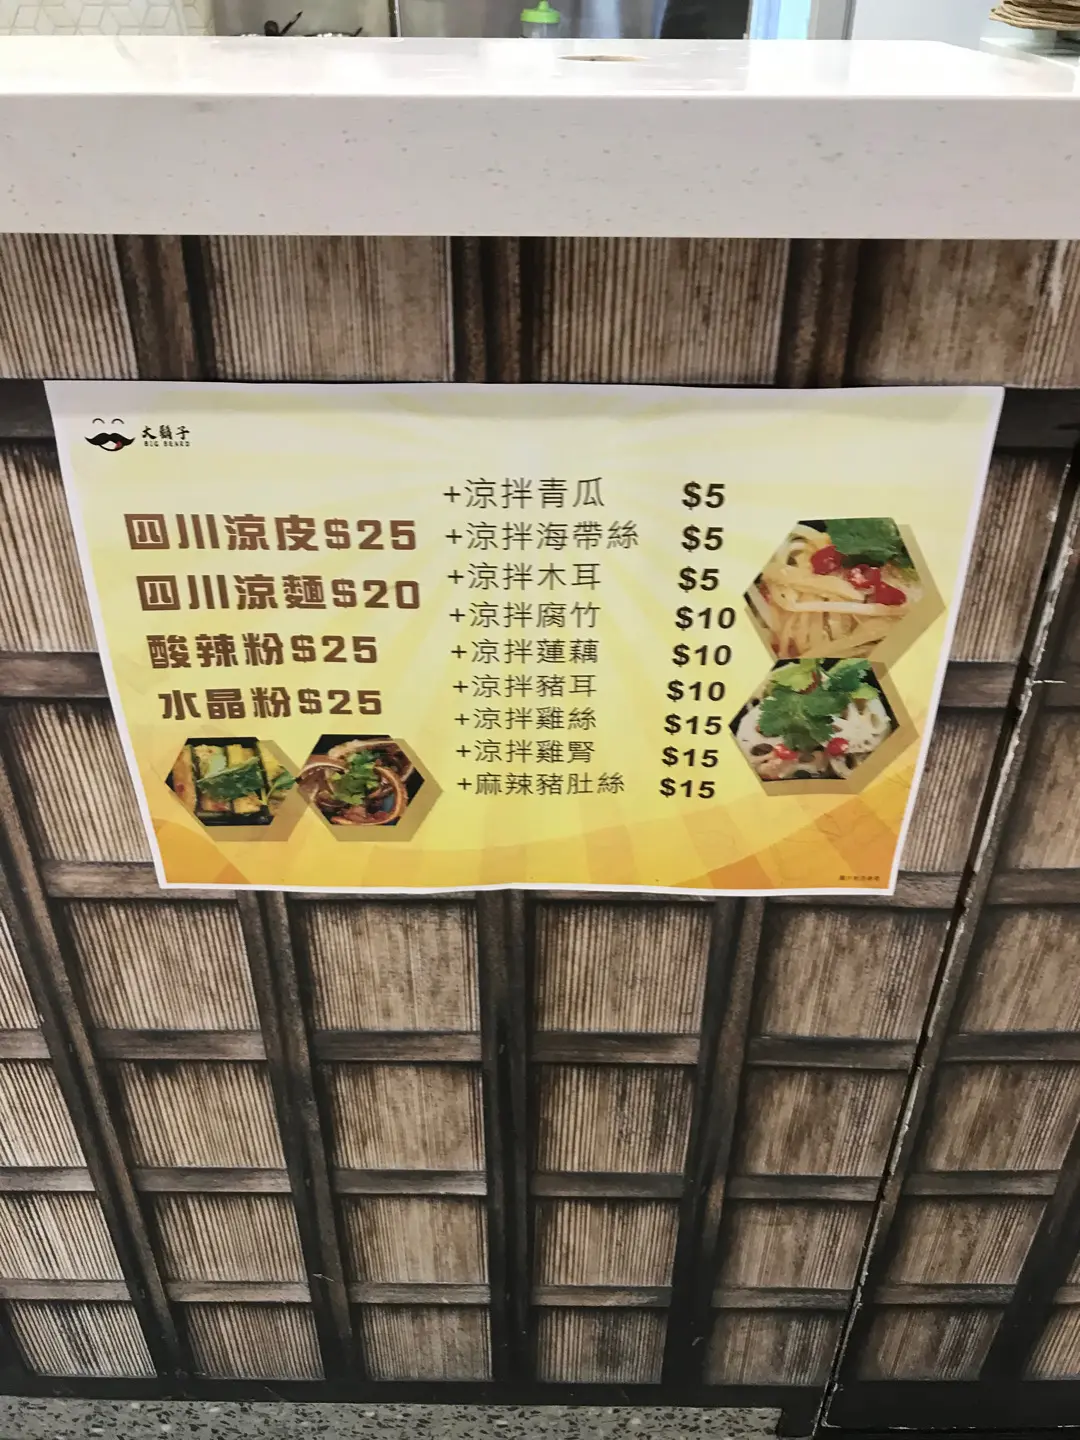 大鬍子
BIG BEARD
四川涼皮$25
四川涼麵$20
酸辣粉$25
水晶粉$25
+涼拌青瓜 $5
+涼拌海帶絲 $5
+涼拌木耳 $5
+涼拌腐竹 $10
+凉拌蓮藕 $10
+涼拌豬耳 $10
+涼拌雞絲 $15
+涼拌雞腎 $15
+麻辣豬肚絲 $15